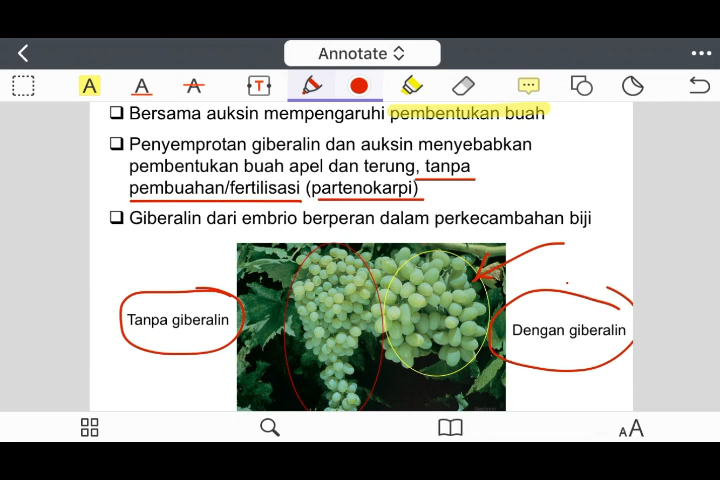 Annotate
A
A
A
T
❑ Bersama auksin mempengaruhi pembentukan buah
❑ Penyemprotan giberalin dan auksin menyebabkan
pembentukan buah apel dan terung, tanpa
pembuahan/fertilisasi (partenokarpi)
❑ Giberalin dari embrio berperan dalam perkecambahan biji
Tanpa giberalin
Dengan giberalin
AA